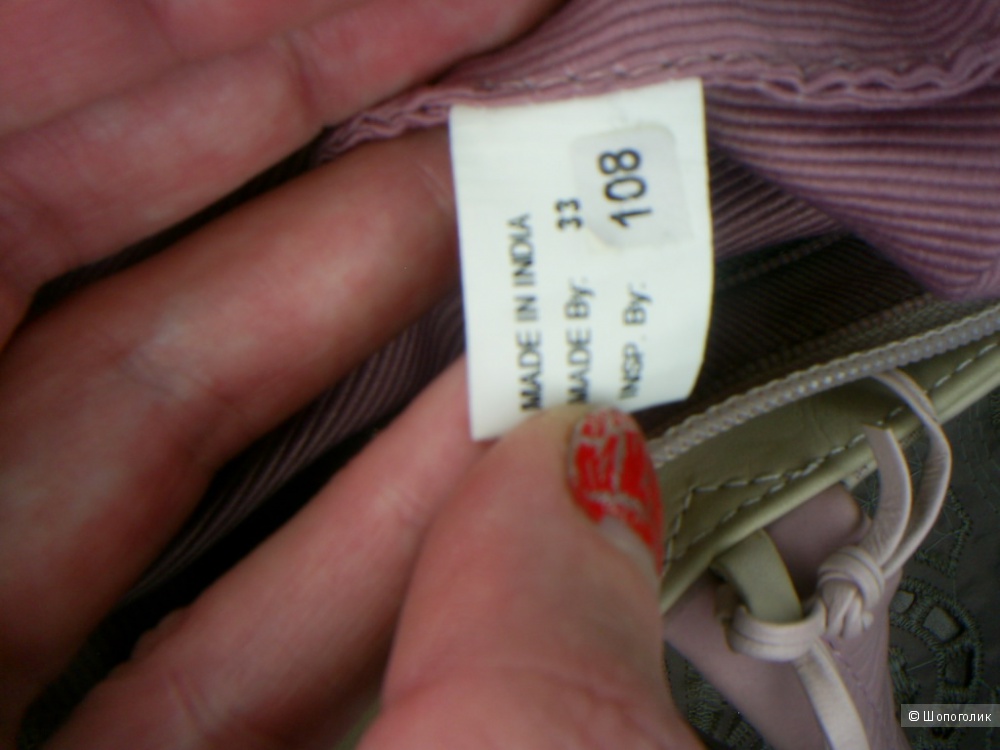 MADE IN INDIA
MADE By: 33
INSP. By: 108
© Шопоголик